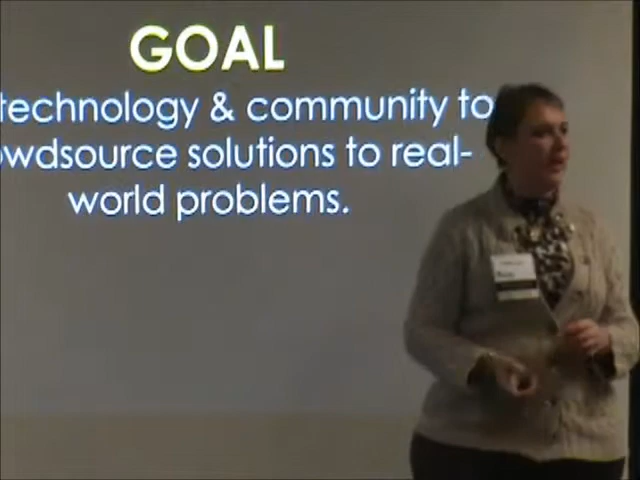 GOAL
technology & community to
owdsource solutions to real-
world problems.